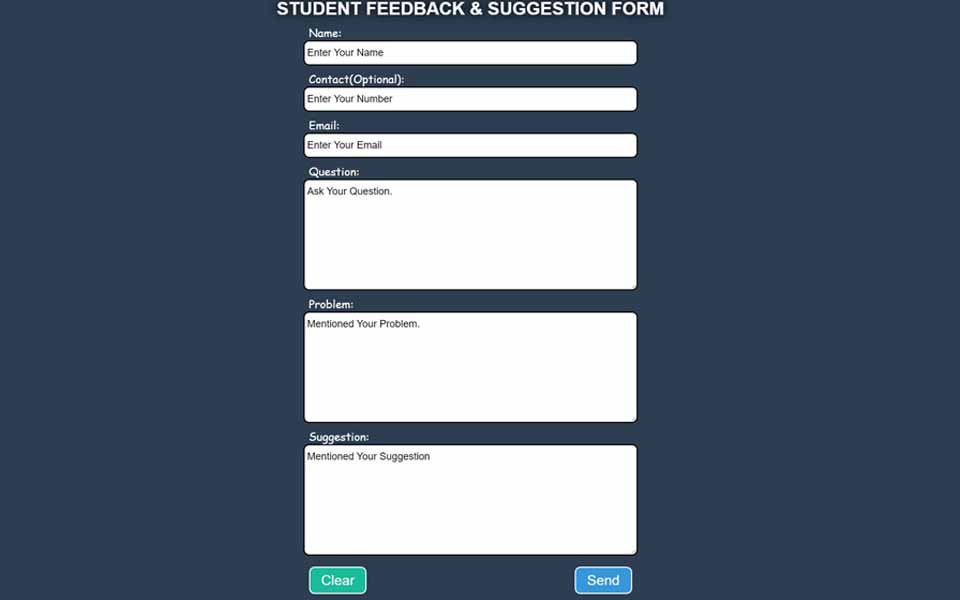 STUDENT FEEDBACK & SUGGESTION FORM
Name:
Enter Your Name
Contact(Optional):
Enter Your Number
Email:
Enter Your Email
Question:
Ask Your Question.
Problem:
Mentioned Your Problem.
Suggestion:
Mentioned Your Suggestion
Clear
Send